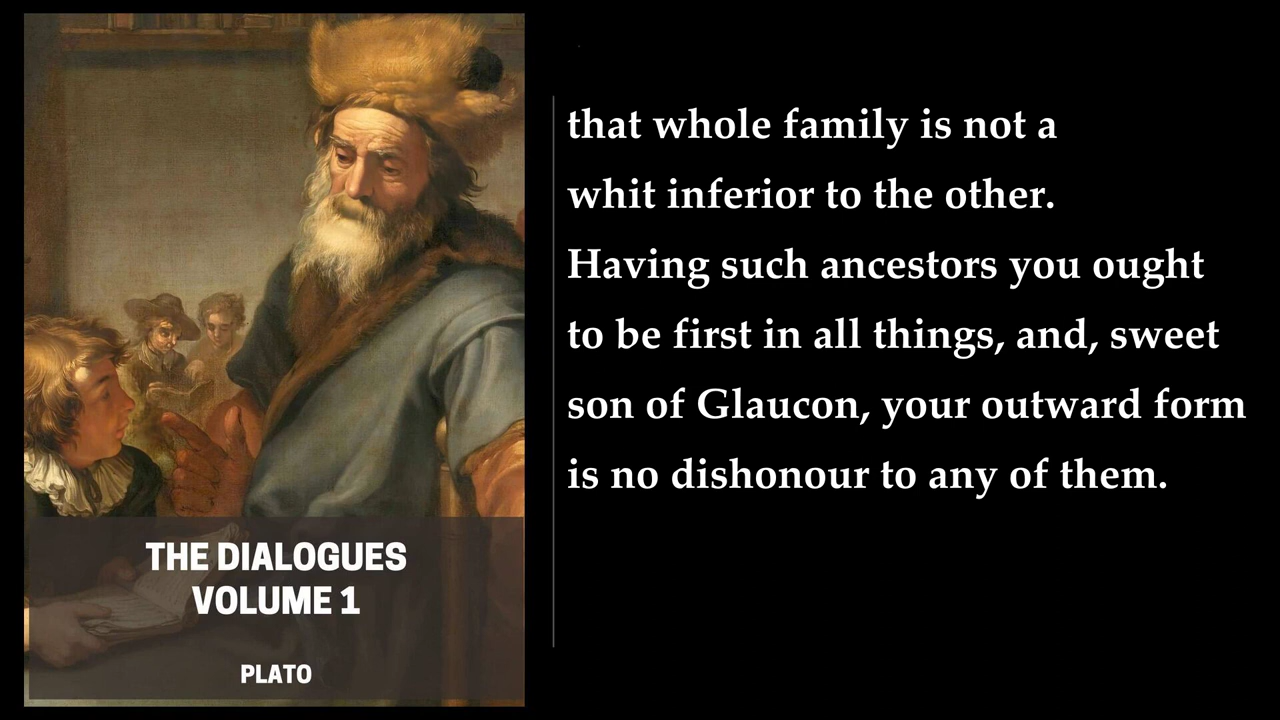 that whole family is not a
whit inferior to the other.
Having such ancestors you ought
to be first in all things, and, sweet
son of Glaucon, your outward form
is no dishonour to any of them.
THE DIALOGUES
VOLUME 1
PLATO